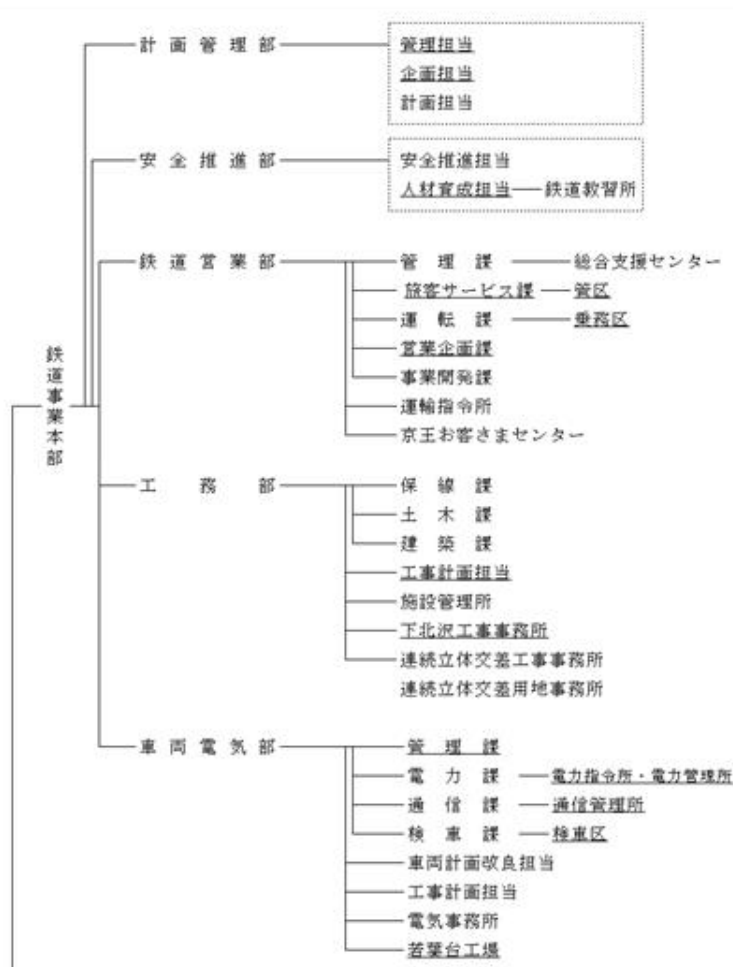 鉄道事業本部
計画管理部
管理担当
企画担当
計画担当
安全推進部
安全推進担当
人材育成担当 鉄道教習所
鉄道営業部
管理課 総合支援センター
旅客サービス課 管区
運転課 乗務区
営業企画課
事業開発課
運輸指令所
京王お客さまセンター
工務部
保線課
土木課
建築課
工事計画担当
施設管理所
下北沢工事事務所
連続立体交差工事事務所
連続立体交差用地事務所
車両電気部
管理課
電力課 電力指令所・電力管理所
通信課 通信管理所
検車課 検車区
車両計画改良担当
工事計画担当
電気事務所
若葉台工場